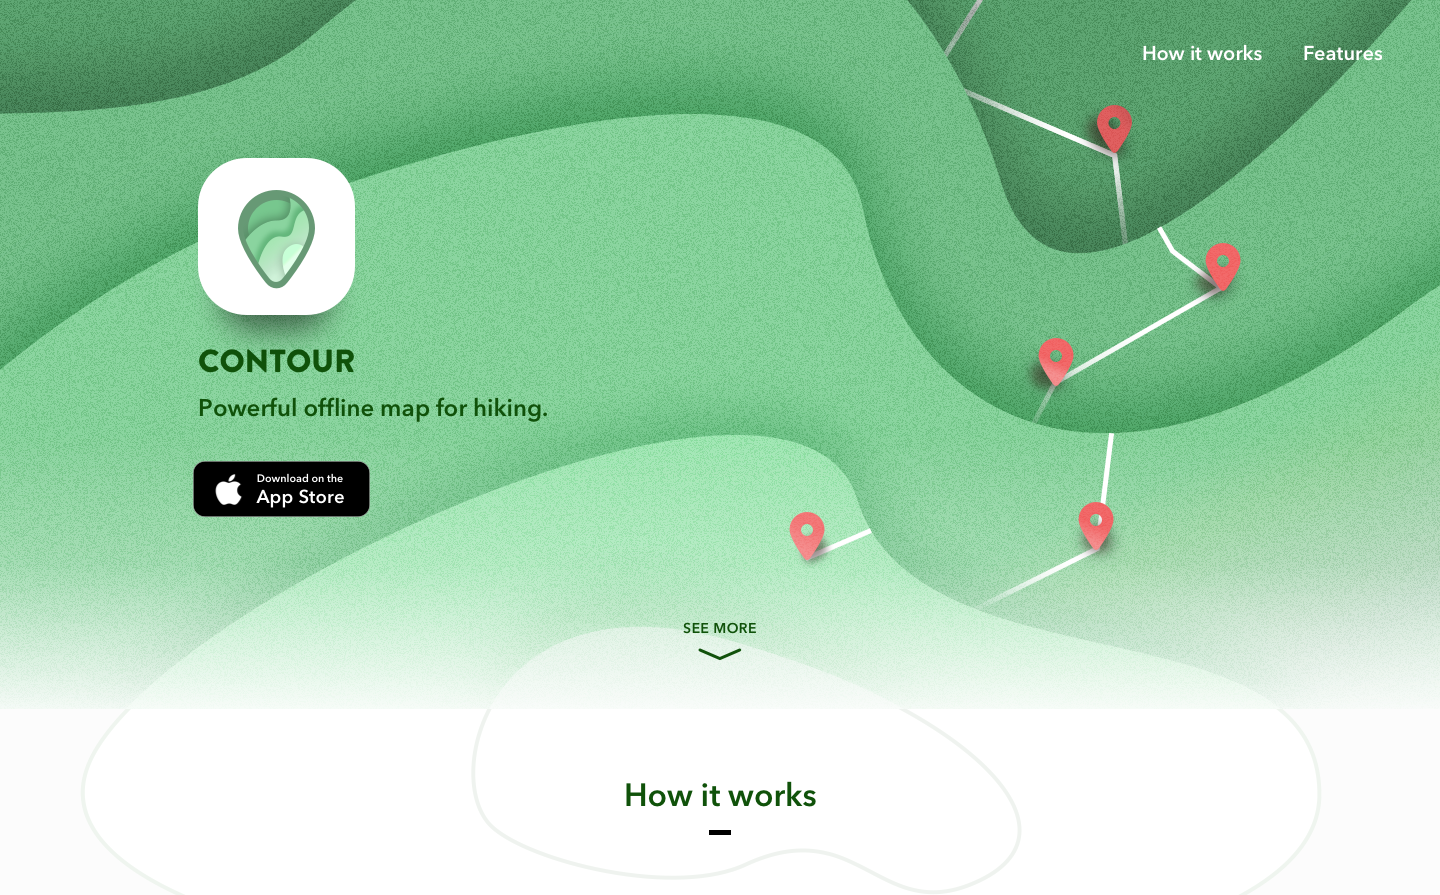 How it works
Features
CONTOUR
Powerful offline map for hiking.
Download on the
App Store
SEE MORE
How it works